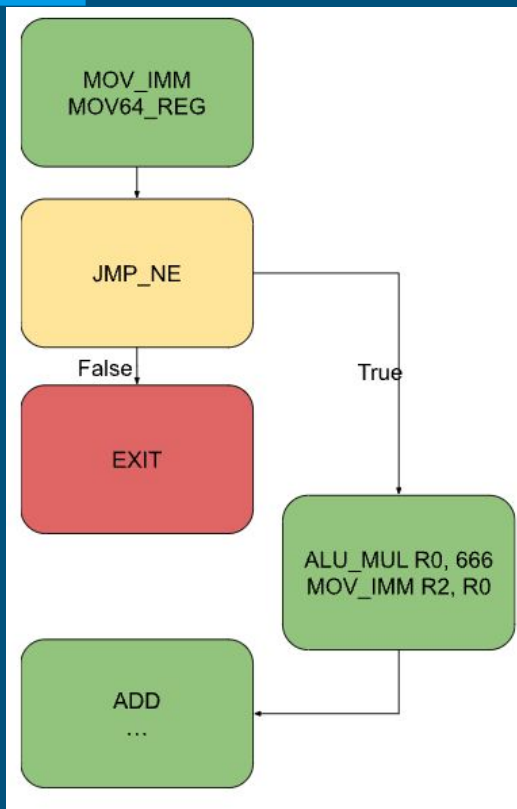 MOV_IMM
MOV64_REG
JMP_NE
False
True
EXIT
ALU_MUL R0, 666
MOV_IMM R2, R0
ADD
...